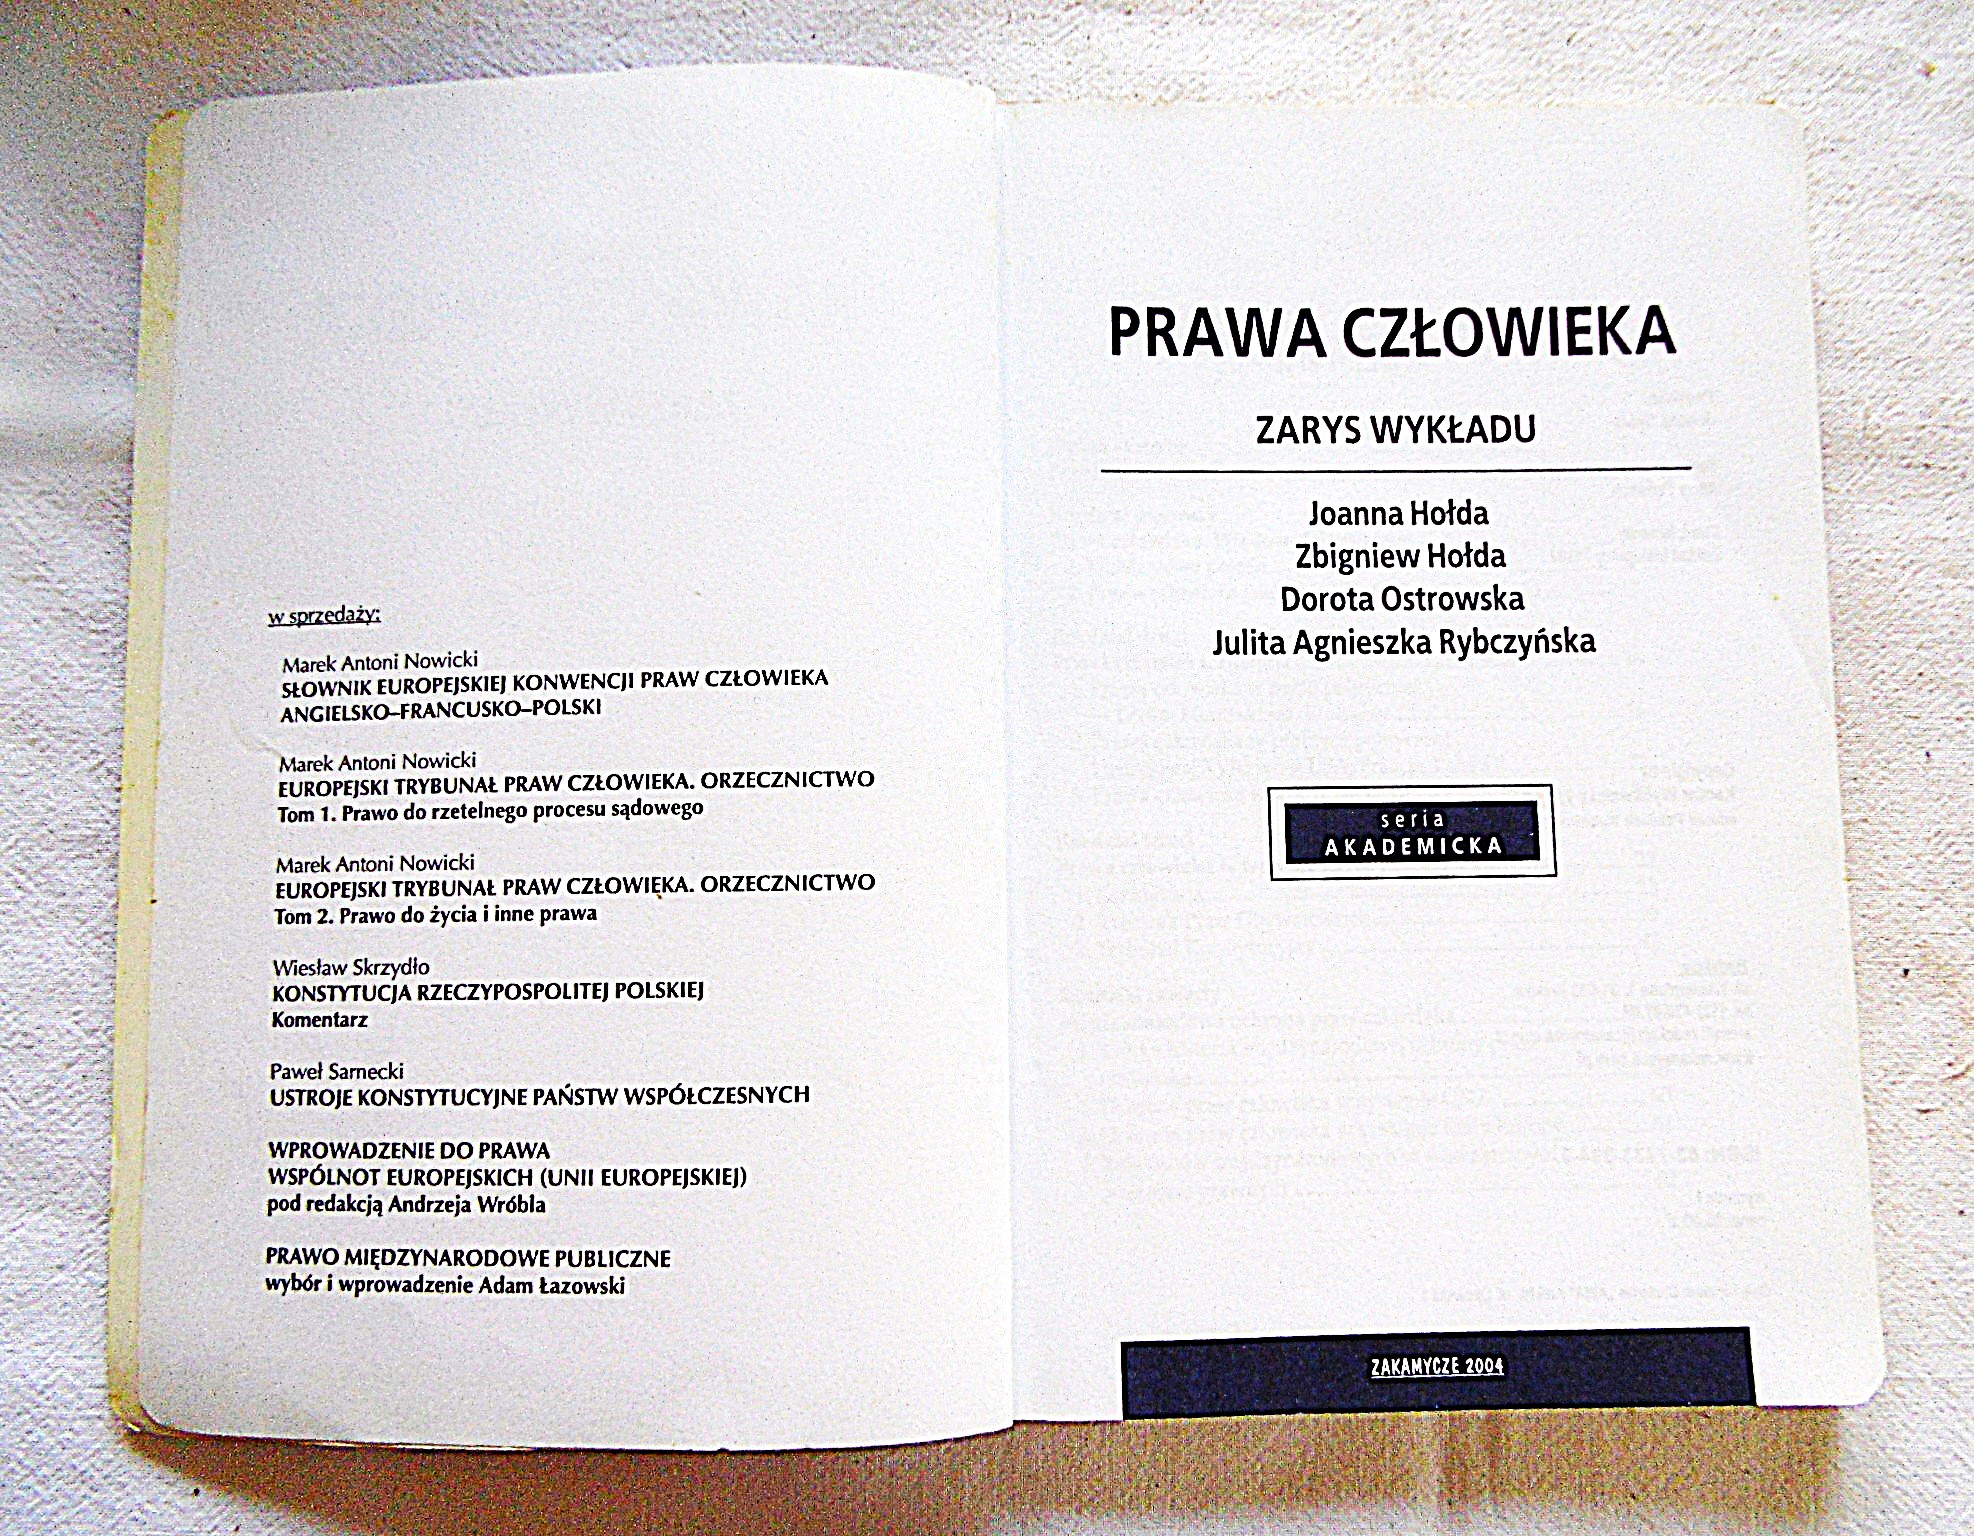 w sprzedaży:
Marek Antoni Nowicki
SŁOWNIK EUROPEJSKIEJ KONWENCJI PRAW CZŁOWIEKA
ANGIELSKO–FRANCUSKO–POLSKI
Marek Antoni Nowicki
EUROPEJSKI TRYBUNAŁ PRAW CZŁOWIEKA. ORZECZNICTWO
Tom 1. Prawo do rzetelnego procesu sądowego
Marek Antoni Nowicki
EUROPEJSKI TRYBUNAŁ PRAW CZŁOWIEKA. ORZECZNICTWO
Tom 2. Prawo do życia i inne prawa
Wiesław Skrzydło
KONSTYTUCJA RZECZYPOSPOLITEJ POLSKIEJ
Komentarz
Paweł Sarnecki
USTROJE KONSTYTUCYJNE PAŃSTW WSPÓŁCZESNYCH
WPROWADZENIE DO PRAWA
WSPÓLNOT EUROPEJSKICH (UNII EUROPEJSKIEJ)
pod redakcją Andrzeja Wróbla
PRAWO MIĘDZYNARODOWE PUBLICZNE
wybór i wprowadzenie Adam Łazowski
PRAWA CZŁOWIEKA
ZARYS WYKŁADU
Joanna Hołda
Zbigniew Hołda
Dorota Ostrowska
Julita Agnieszka Rybczyńska
seria
AKADEMICKA
ZAKAMYCZE 2004